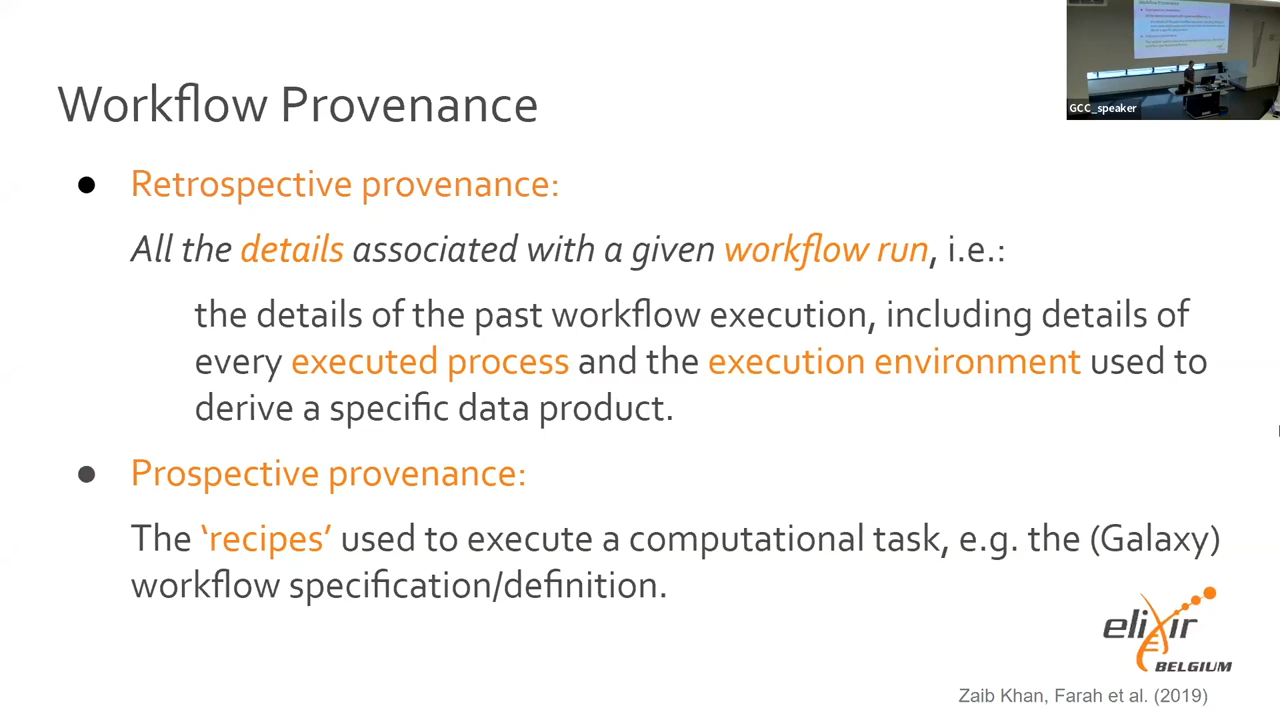 Workflow Provenance
GCC_speaker
● Retrospective provenance:
All the details associated with a given workflow run, i.e.:
the details of the past workflow execution, including details of
every executed process and the execution environment used to
derive a specific data product.
● Prospective provenance:
The ‘recipes’ used to execute a computational task, e.g. the (Galaxy)
workflow specification/definition.
elixir
BELGIUM
Zaib Khan, Farah et al. (2019)